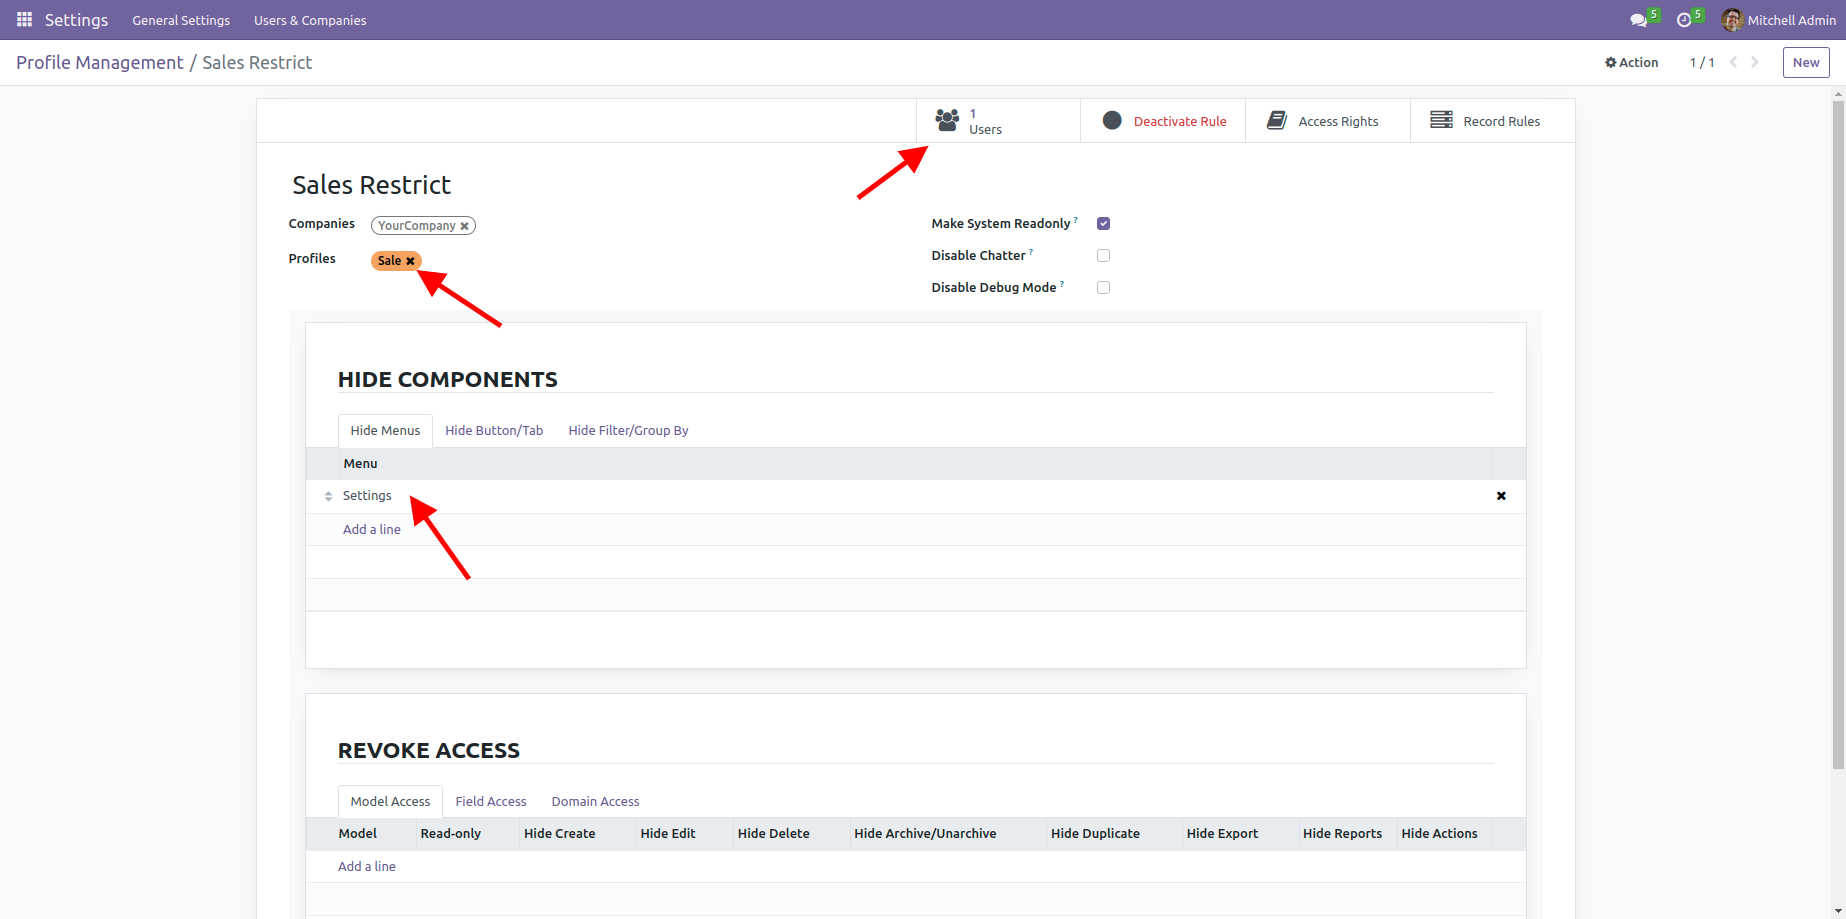 Settings General Settings Users & Companies 5 5 Mitchell Admin
Profile Management / Sales Restrict Action 1 / 1 New
1
Users Deactivate Rule Access Rights Record Rules
Sales Restrict
Companies YourCompany Make System Readonly ?
Profiles Sale Disable Chatter ?
Disable Debug Mode ?
HIDE COMPONENTS
Hide Menus Hide Button/Tab Hide Filter/Group By
Menu
Settings
Add a line
REVOKE ACCESS
Model Access Field Access Domain Access
Model Read-only Hide Create Hide Edit Hide Delete Hide Archive/Unarchive Hide Duplicate Hide Export Hide Reports Hide Actions
Add a line